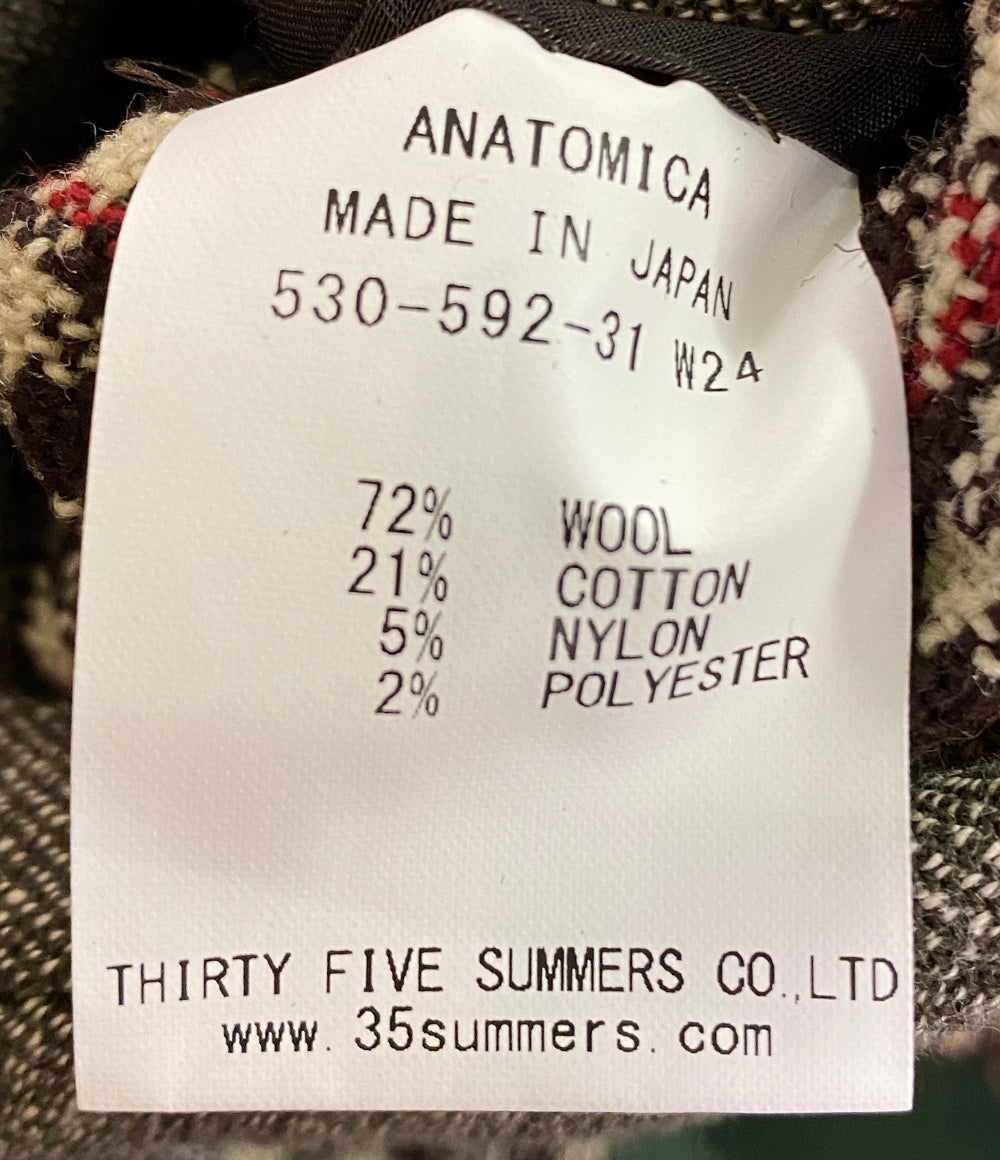 ANATOMICA
MADE IN JAPAN
530-592-31 W24
72% WOOL
21% COTTON
5% NYLON
2% POLYESTER
THIRTY FIVE SUMMERS CO.,LTD
www.35summers.com